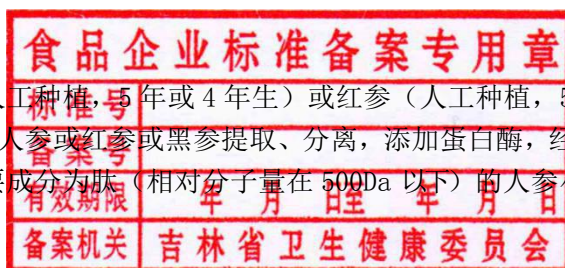 食品企业标准备案专用章
人工种植，5年或4年生）或红参（人工种植，5
标准号
人参或红参或黑参提取、分离，添加蛋白酶，经
备案号
要成分为肽（相对分子量在500Da以下）的人参
有效期限 年 月 日至 年 月 日
备案机关 吉林省卫生健康委员会